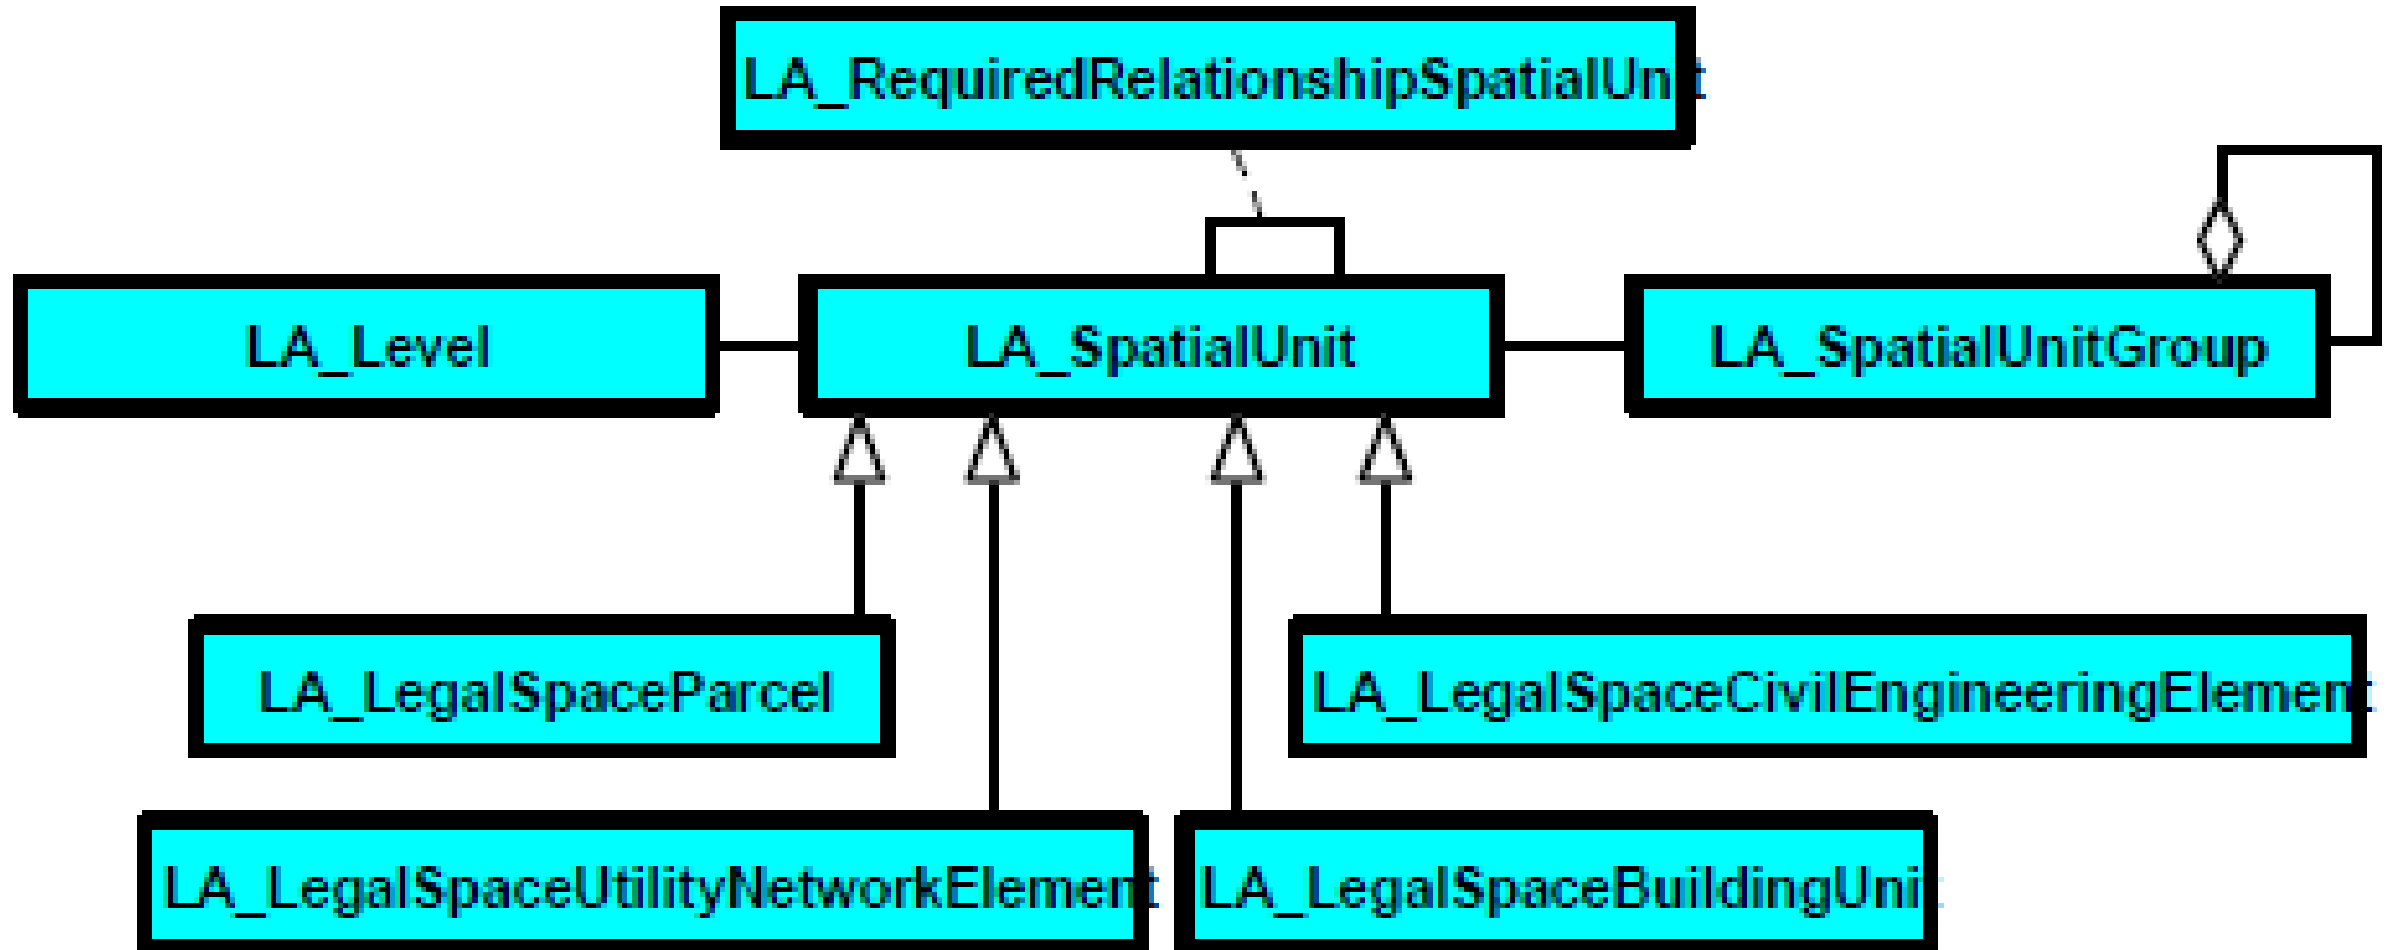 LA_RequiredRelationshipSpatialUnit
LA_Level
LA_SpatialUnit
LA_SpatialUnitGroup
LA_LegalSpaceParcel
LA_LegalSpaceCivilEngineeringElement
LA_LegalSpaceUtilityNetworkElement
LA_LegalSpaceBuildingUnit